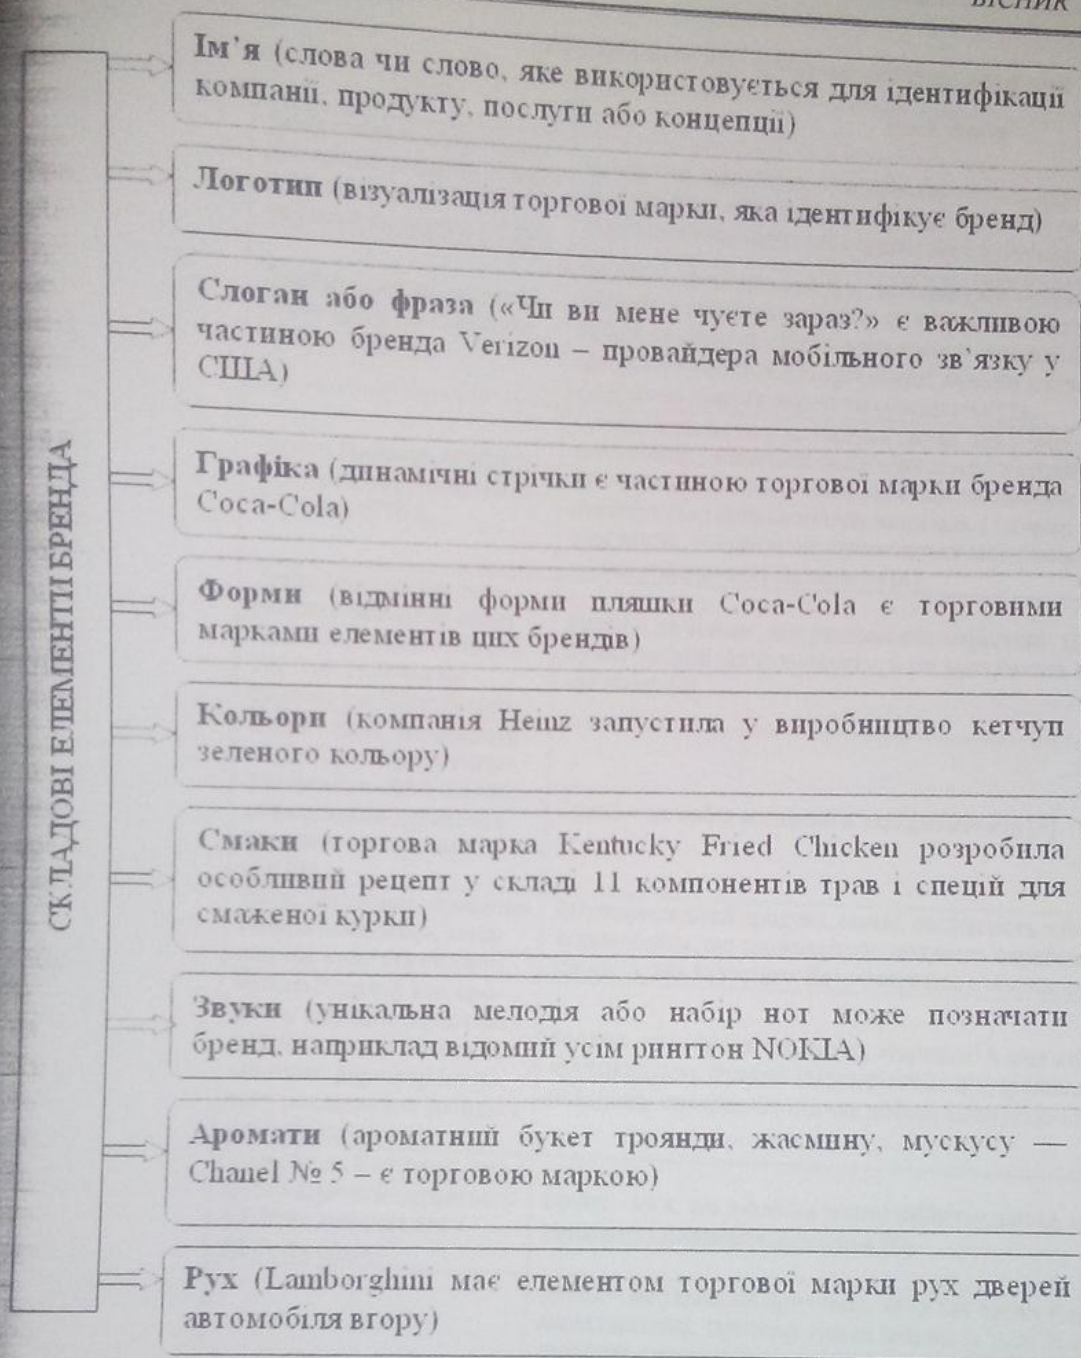 ВІСНИК
СКЛАДОВІ ЕЛЕМЕНТИ БРЕНДА
Ім’я (слова чи слово, яке використовується для ідентифікації
компанії, продукту, послуги або концепції)
Логотип (візуалізація торгової марки, яка ідентифікує бренд)
Слоган або фраза («Чи ви мене чуєте зараз?» є важливою
частиною бренда Verizon – провайдера мобільного зв`язку у
США)
Графіка (динамічні стрічки є частиною торгової марки бренда
Coca-Cola)
Форми (відмінні форми пляшки Coca-Cola є торговими
марками елементів цих брендів)
Кольори (компанія Heinz запустила у виробництво кетчуп
зеленого кольору)
Смаки (торгова марка Kentucky Fried Chicken розробила
особливий рецепт у складі 11 компонентів трав і спецій для
смаженої курки)
Звуки (унікальна мелодія або набір нот може позначати
бренд, наприклад відомий усім рингтон NOKIA)
Аромати (ароматний букет троянди, жасмину, мускусу —
Chanel № 5 – є торговою маркою)
Рух (Lamborghini має елементом торгової марки рух дверей
автомобіля вгору)